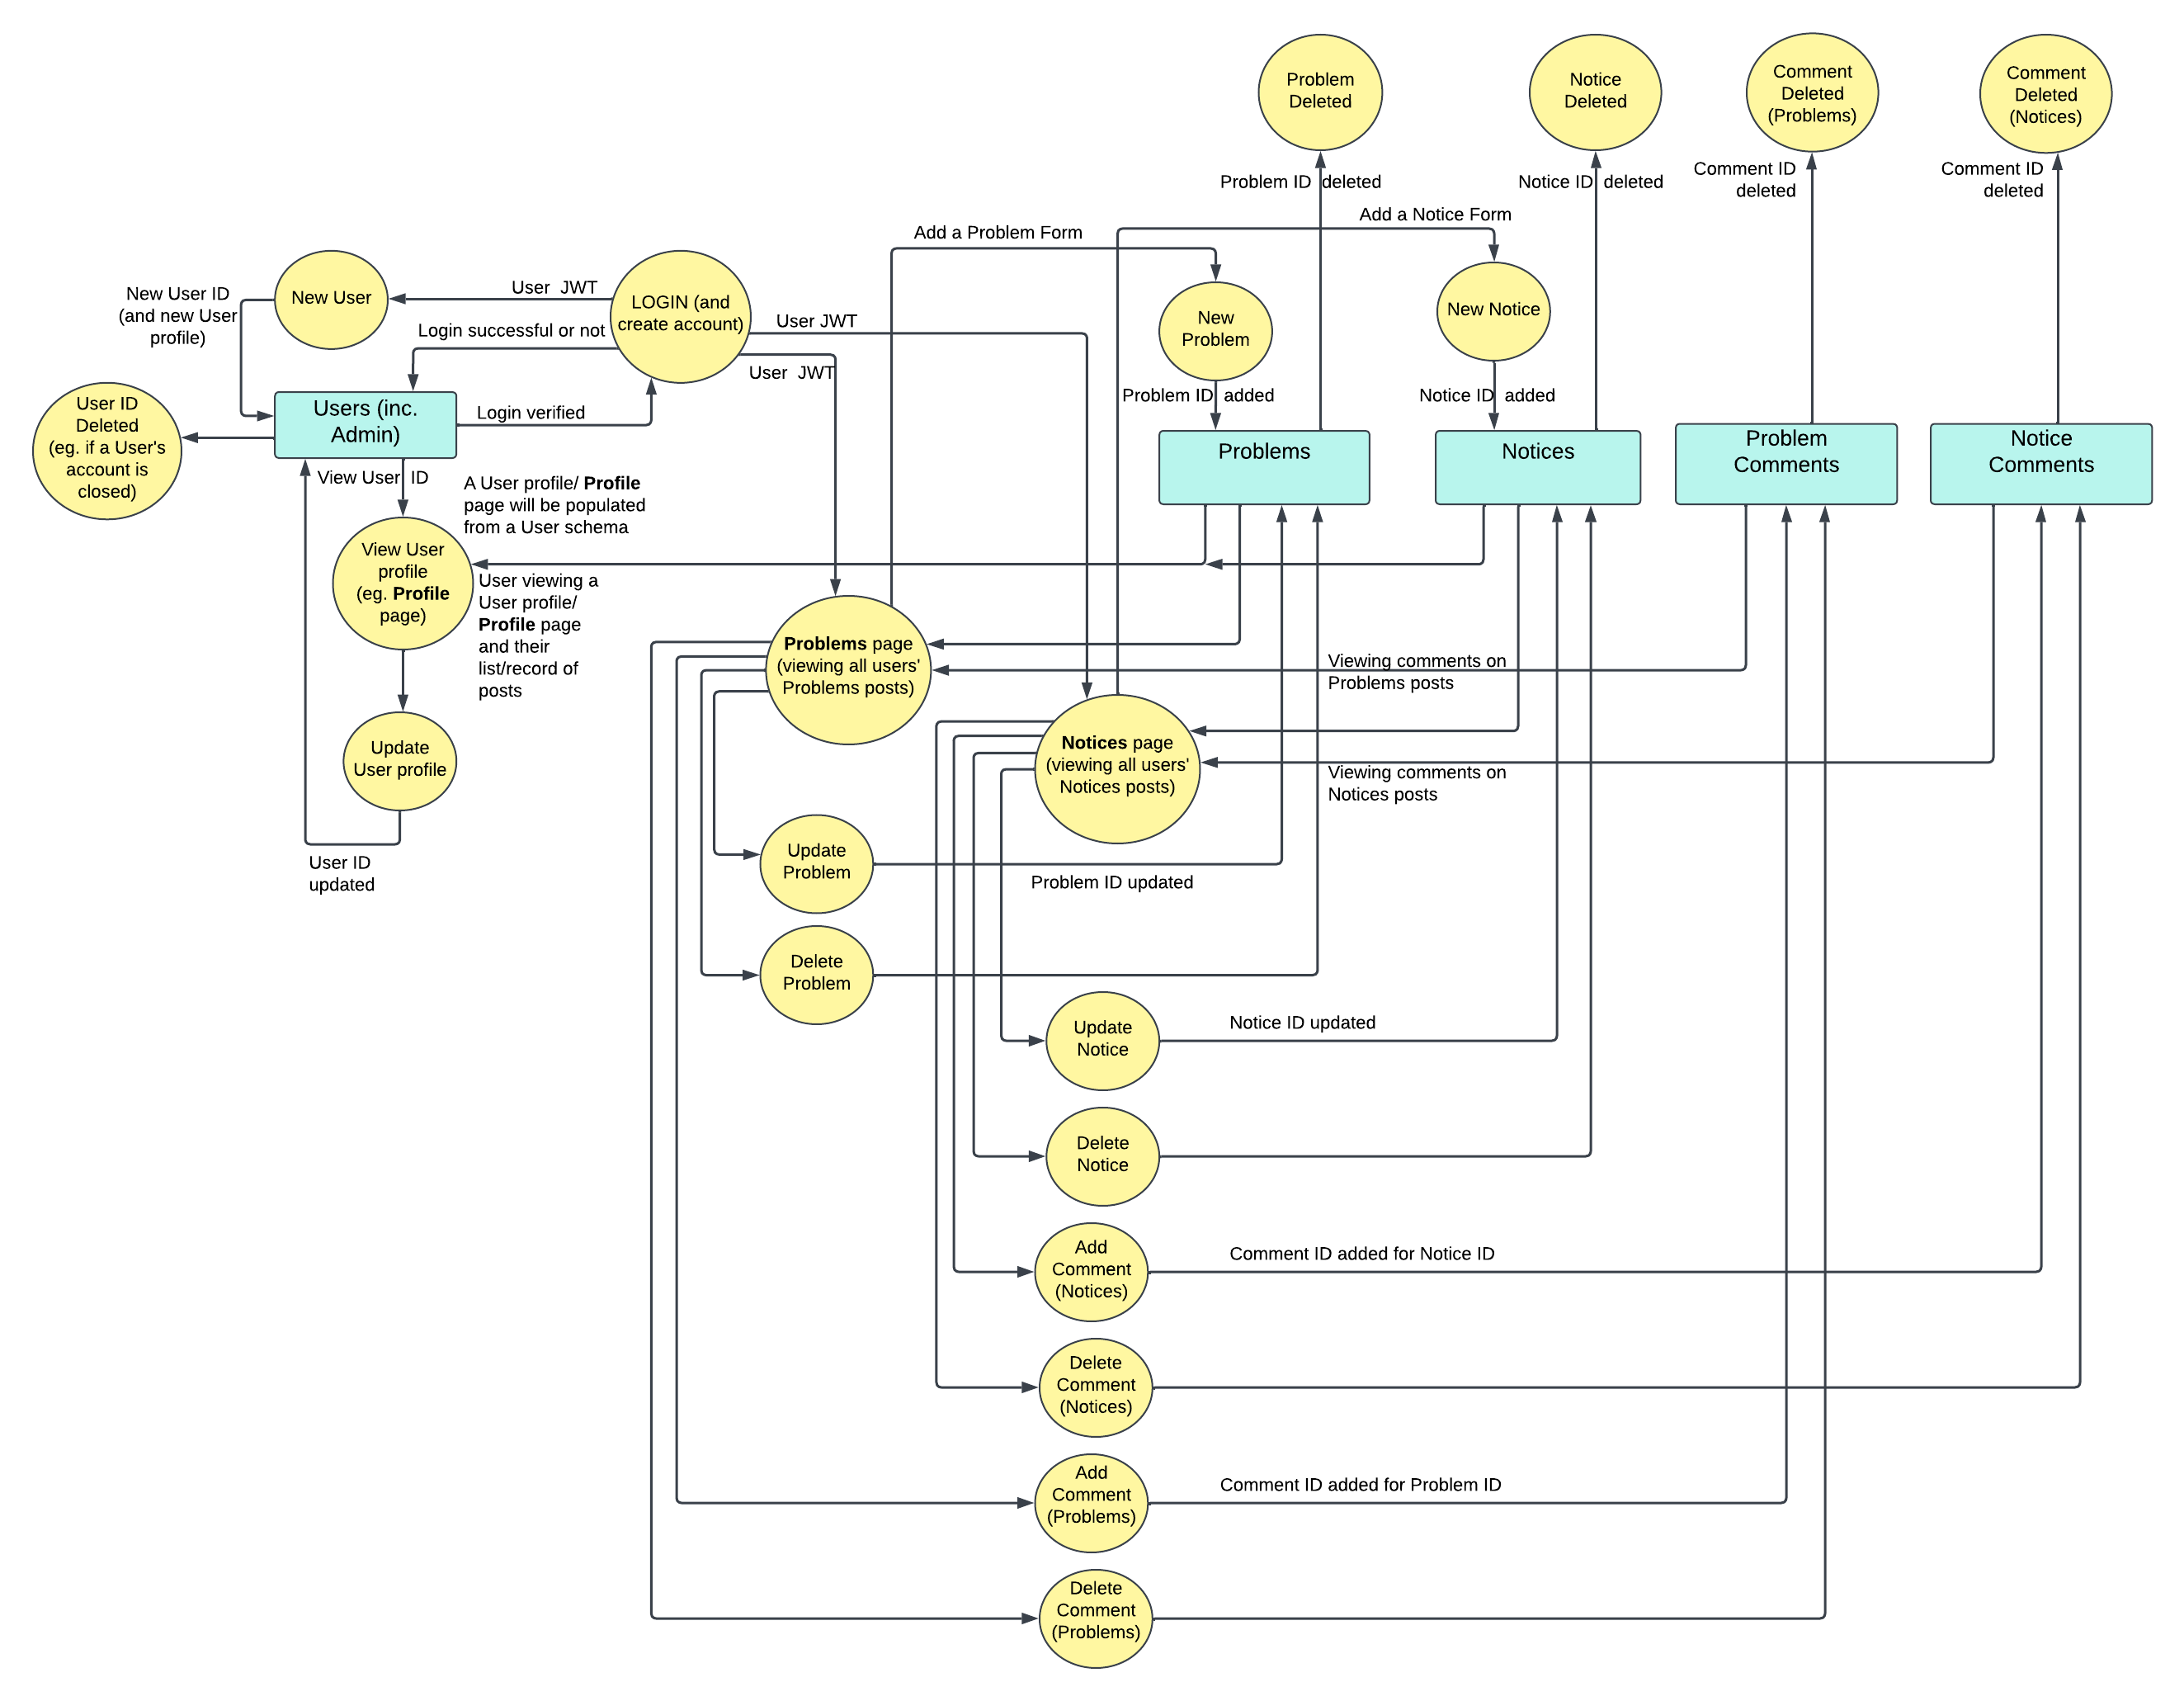 Problem
Deleted
Notice
Deleted
Comment
Deleted
(Problems)
Comment
Deleted
(Notices)
Problem ID deleted
Notice ID deleted
Comment ID
deleted
Comment ID
deleted
Add a Problem Form
Add a Notice Form
New User
User JWT
LOGIN (and
create account)
New User ID
(and new User
profile)
Login successful or not
User JWT
User JWT
New
Problem
New Notice
Problem ID added
Notice ID added
User ID
Deleted
(eg. if a User's
account is
closed)
Users (inc.
Admin)
Login verified
Problems
Notices
Problem
Comments
Notice
Comments
View User ID
A User profile/ Profile
page will be populated
from a User schema
View User
profile
(eg. Profile
page)
User viewing a
User profile/
Profile page
and their
list/record of
posts
Problems page
(viewing all users'
Problems posts)
Viewing comments on
Problems posts
Update
User profile
Notices page
(viewing all users'
Notices posts)
Viewing comments on
Notices posts
User ID
updated
Update
Problem
Problem ID updated
Delete
Problem
Update
Notice
Notice ID updated
Delete
Notice
Add
Comment
(Notices)
Comment ID added for Notice ID
Delete
Comment
(Notices)
Add
Comment
(Problems)
Comment ID added for Problem ID
Delete
Comment
(Problems)